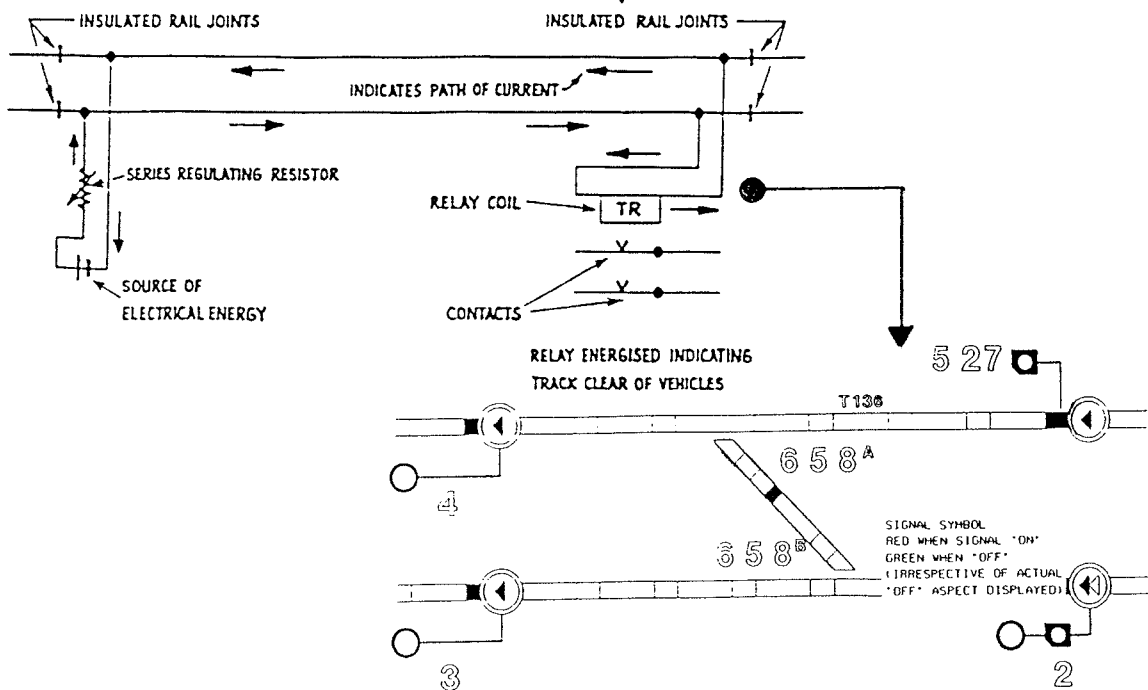 INSULATED RAIL JOINTS
INSULATED RAIL JOINTS
INDICATES PATH OF CURRENT
SERIES REGULATING RESISTOR
RELAY COIL
TR
SOURCE OF
ELECTRICAL ENERGY
CONTACTS
RELAY ENERGISED INDICATING
TRACK CLEAR OF VEHICLES
527
T136
658A
4
658B
SIGNAL SYMBOL
RED WHEN SIGNAL "ON"
GREEN WHEN "OFF"
(IRRESPECTIVE OF ACTUAL
"OFF" ASPECT DISPLAYED)
3
2